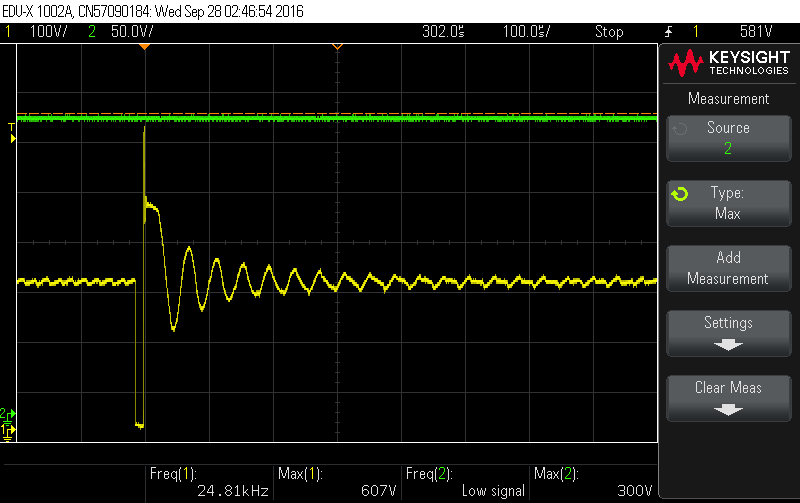 EDU-X 1002A, CN57090184: Wed Sep 28 02:46:54 2016
1 100V/ 2 50.0V/ 302.0s 100.0s/ Stop 1 581V
KEYSIGHT
TECHNOLOGIES
Measurement
Source
2
Type:
Max
Add
Measurement
Settings
Clear Meas
T
2
1
Freq(1): Max(1): Freq(2): Max(2):
24.81kHz 607V Low signal 300V